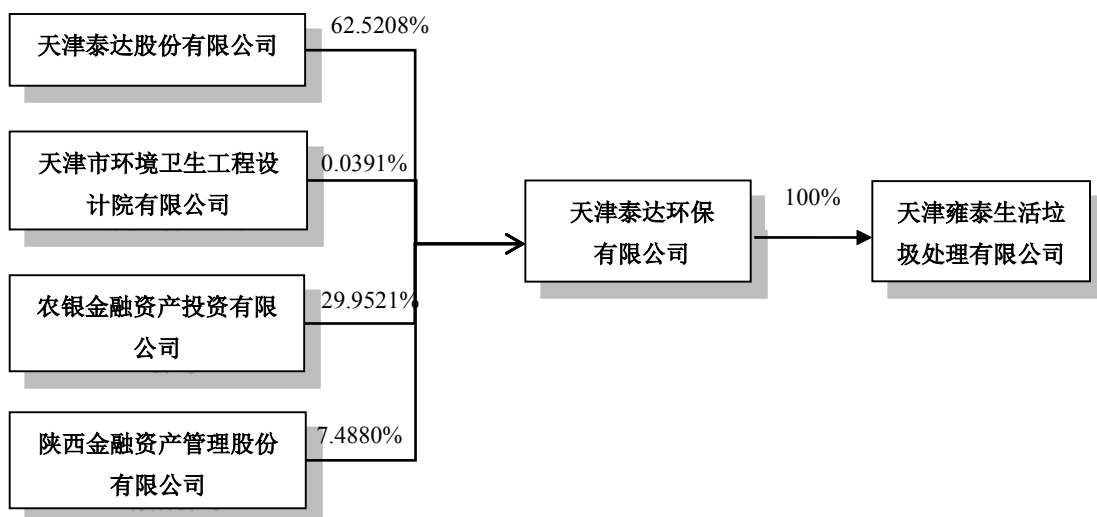 天津泰达股份有限公司
62.5208%
天津市环境卫生工程设
计院有限公司
0.0391%
农银金融资产投资有限
公司
29.9521%
陕西金融资产管理股份
有限公司
7.4880%
天津泰达环保
有限公司
100%
天津雍泰生活垃
圾处理有限公司